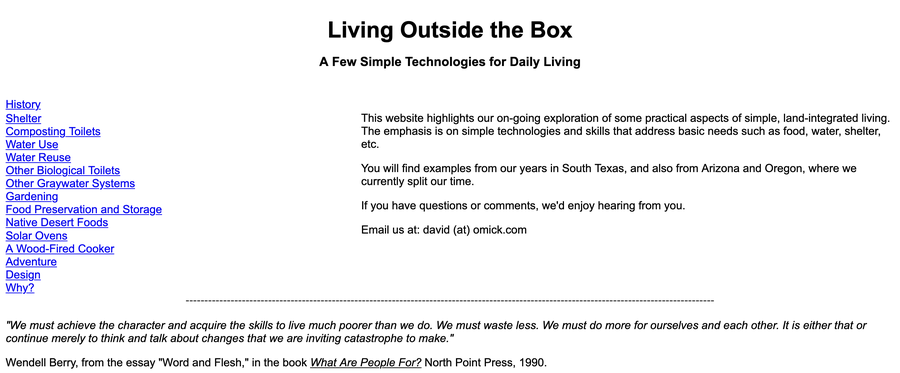 Living Outside the Box
A Few Simple Technologies for Daily Living
History
Shelter
Composting Toilets
Water Use
Water Reuse
Other Biological Toilets
Other Graywater Systems
Gardening
Food Preservation and Storage
Native Desert Foods
Solar Ovens
A Wood-Fired Cooker
Adventure
Design
Why?
This website highlights our on-going exploration of some practical aspects of simple, land-integrated living.
The emphasis is on simple technologies and skills that address basic needs such as food, water, shelter,
etc.
You will find examples from our years in South Texas, and also from Arizona and Oregon, where we
currently split our time.
If you have questions or comments, we'd enjoy hearing from you.
Email us at: david (at) omick.com
"We must achieve the character and acquire the skills to live much poorer than we do. We must waste less. We must do more for ourselves and each other. It is either that or
continue merely to think and talk about changes that we are inviting catastrophe to make."
Wendell Berry, from the essay "Word and Flesh," in the book What Are People For? North Point Press, 1990.